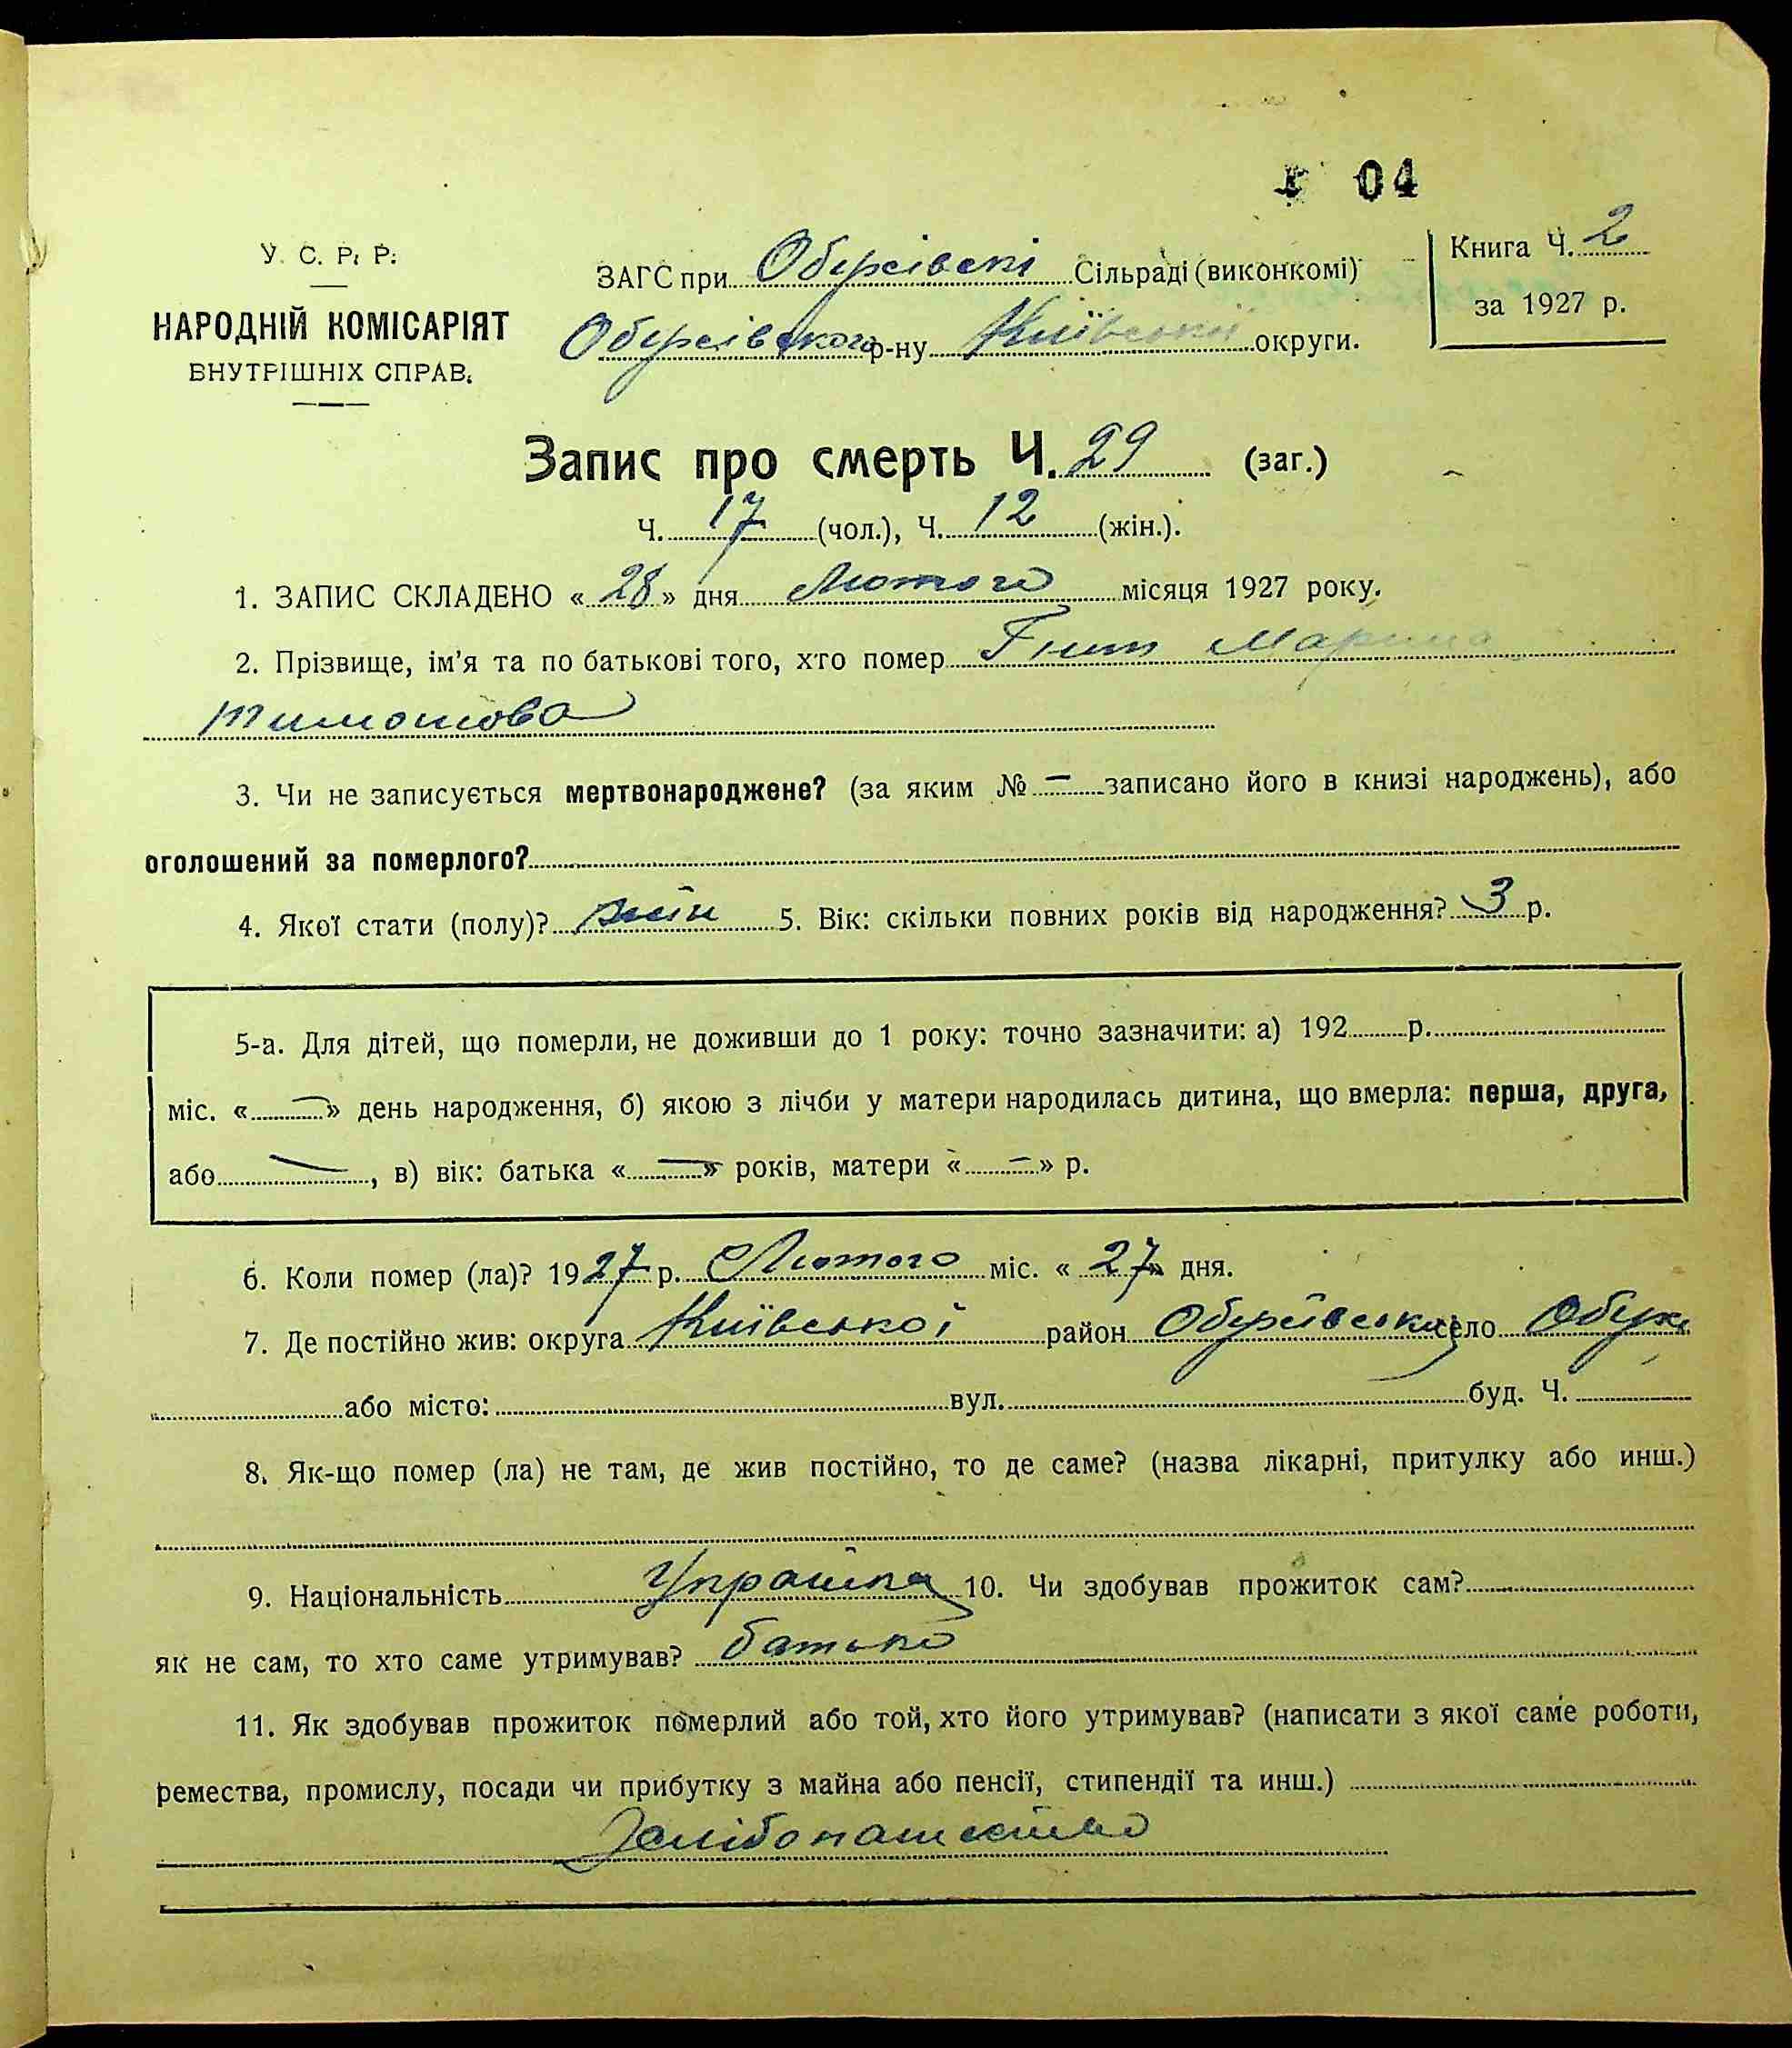 04
У. С. Р. Р.
НАРОДНІЙ КОМІСАРІЯТ
ВНУТРІШНІХ СПРАВ.
ЗАГС при Обухівскі Сільраді (виконкомі)
Обухівского р-ну Київської округи.
Книга Ч. 2
за 1927 р.
Запис про смерть Ч. 29 (заг.)
Ч. 17 (чол.), Ч. 12 (жін.).
1. ЗАПИС СКЛАДЕНО « 28 » дня Лютого місяця 1927 року.
2. Прізвище, ім'я та по батькові того, хто помер Гнит Марина
Тимошова
3. Чи не записується мертвонароджене? (за яким № — записано його в книзі народжень), або
оголошений за померлого?
4. Якої стати (полу)? жін 5. Вік: скільки повних років від народження? 3 р.
5-а. Для дітей, що померли, не доживши до 1 року: точно зазначити: а) 192 р.
міс. « — » день народження, б) якою з лічби у матери народилась дитина, що вмерла: перша, друга,
або —, в) вік: батька « — » років, матери « — » р.
6. Коли помер (ла)? 1927 р. Лютого міс. « 27 » дня.
7. Де постійно жив: округа Київської район Обухівськи село Обух
або місто: вул. буд. Ч.
8. Як-що помер (ла) не там, де жив постійно, то де саме? (назва лікарні, притулку або инш.)
9. Національність Українка 10. Чи здобував прожиток сам?
як не сам, то хто саме утримував? батько
11. Як здобував прожиток померлий або той, хто його утримував? (написати з якої саме роботи,
ремества, промислу, посади чи прибутку з майна або пенсії, стипендії та инш.)
Хлібопашество